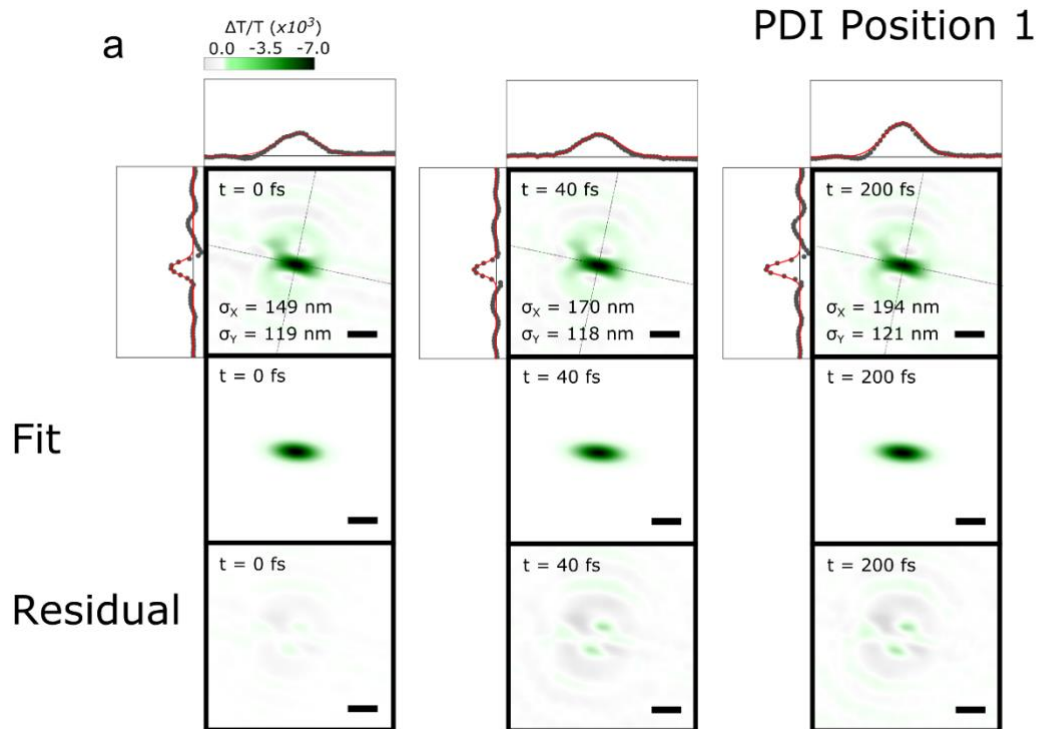 PDI Position 1
a
ΔT/T (x10³)
0.0 -3.5 -7.0
t = 0 fs
σX = 149 nm
σY = 119 nm
t = 40 fs
σX = 170 nm
σY = 118 nm
t = 200 fs
σX = 194 nm
σY = 121 nm
Fit
t = 0 fs
t = 40 fs
t = 200 fs
Residual
t = 0 fs
t = 40 fs
t = 200 fs